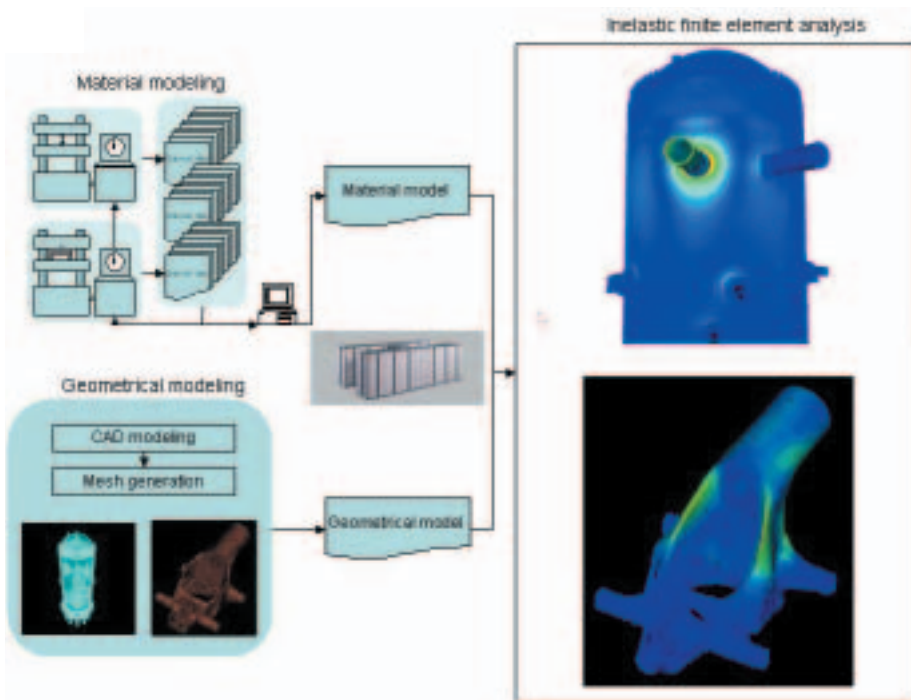 Inelastic finite element analysis
Material modeling
Material model
Geometrical modeling
CAD modeling
Mesh generation
Geometrical model